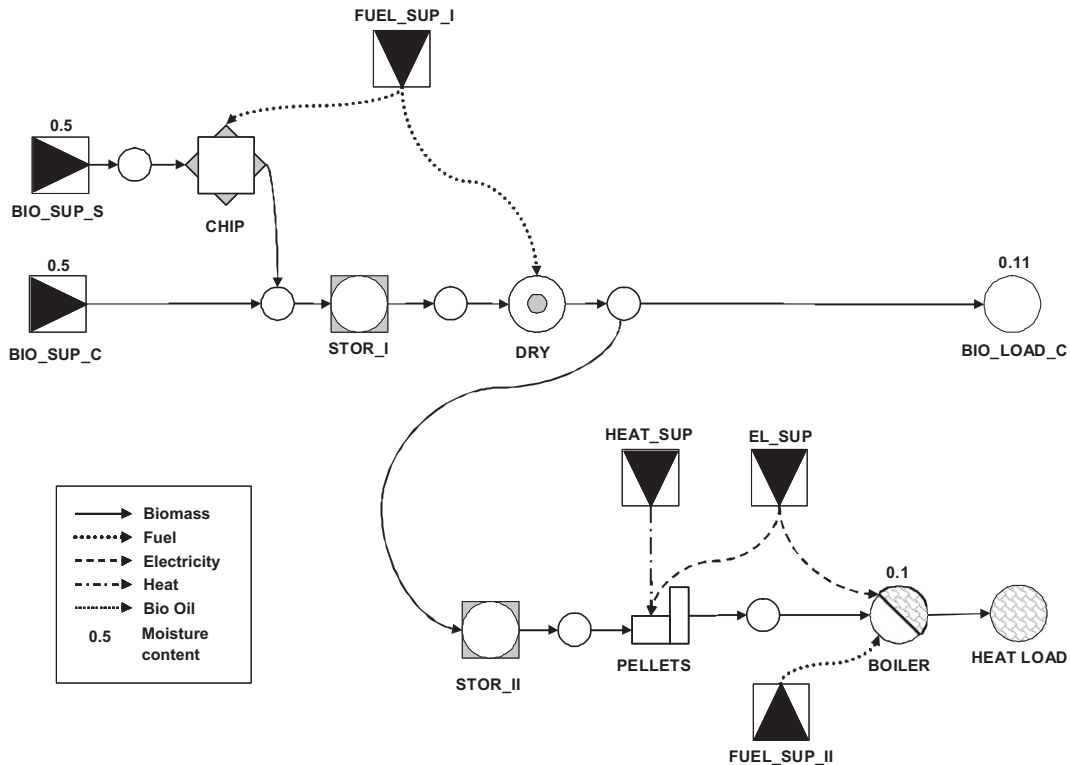 FUEL_SUP_I
0.5
BIO_SUP_S
CHIP
0.5
0.11
BIO_SUP_C
STOR_I
DRY
BIO_LOAD_C
HEAT_SUP
EL_SUP
Biomass
Fuel
Electricity
Heat
Bio Oil
0.5 Moisture
content
0.1
STOR_II
PELLETS
BOILER
HEAT LOAD
FUEL_SUP_II